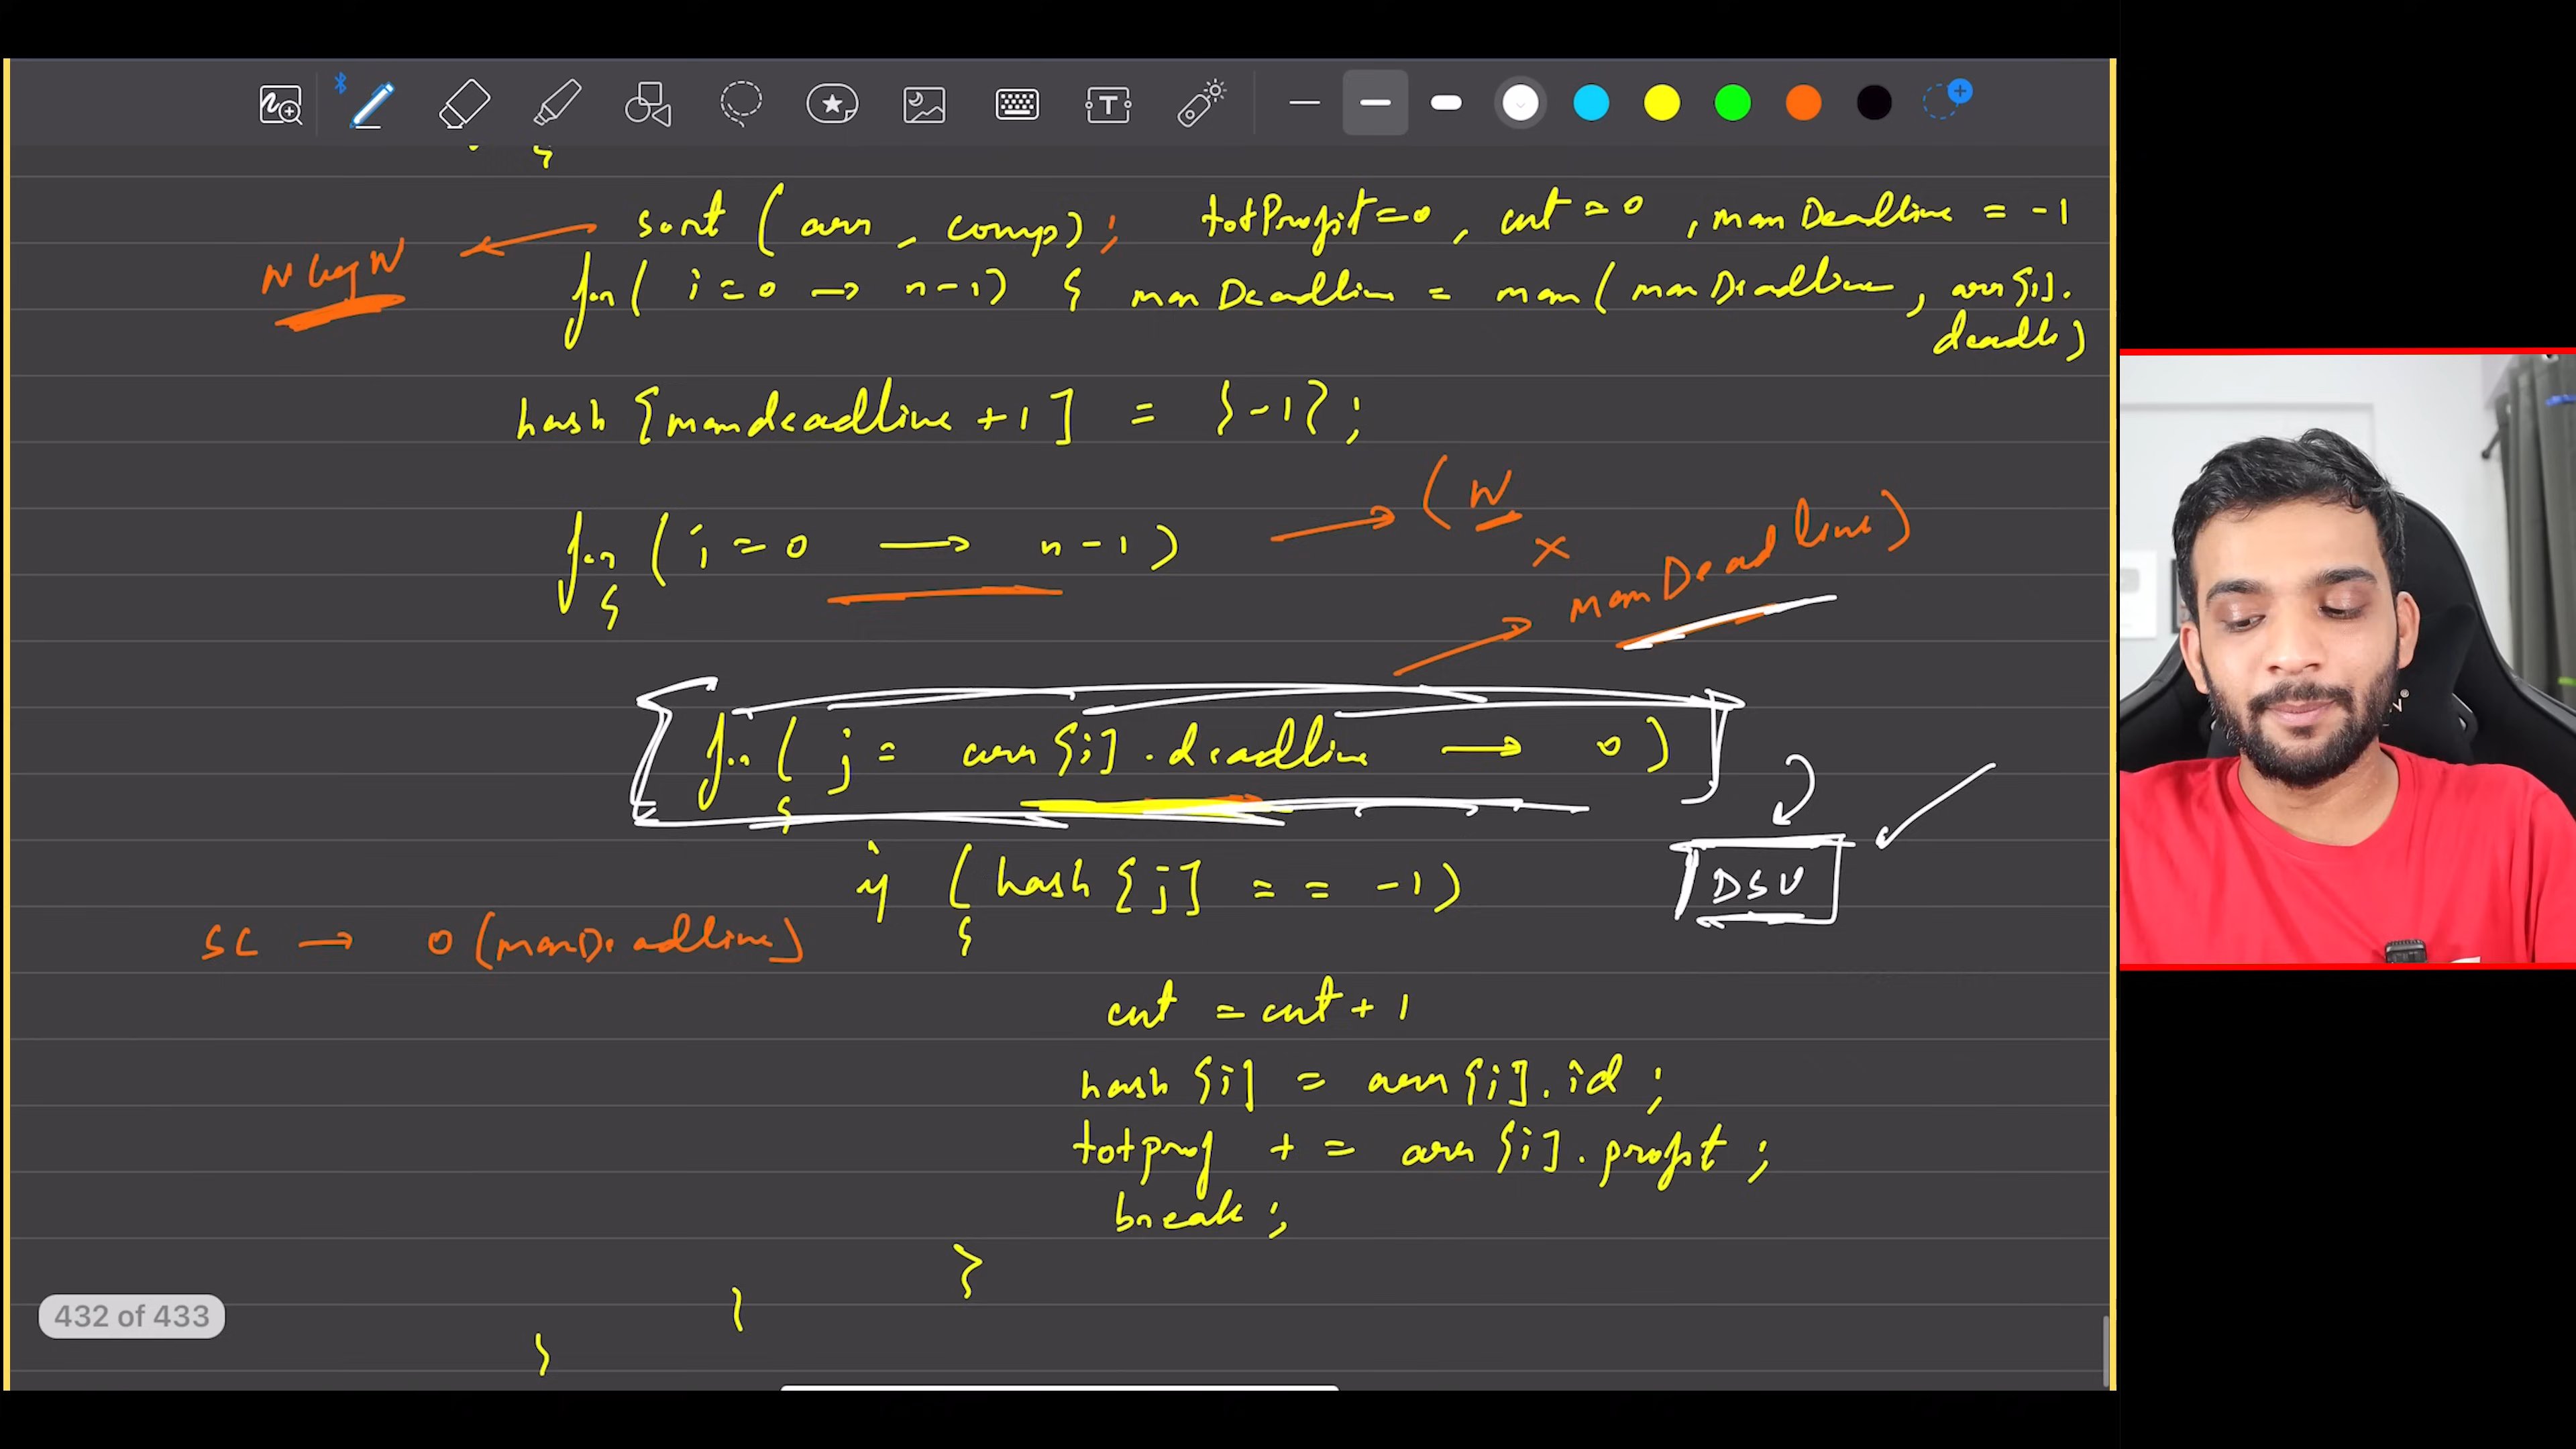 sort ( arr , comp ) ; totProfit = 0 , cnt = 0 , maxDeadline = -1
N log N
for ( i = 0 → n-1 ) { maxDeadline = max ( maxDeadline , arr[i].
deadli )
hash [maxdeadline + 1 ] = {-1} ;
for ( i = 0 → n-1 ) → ( N
{ x
→ maxDeadline )
for ( j = arr[i] . deadline → 0 )
{
if ( hash [j] = = -1 ) DSU
{
SC → O (maxDeadline)
cnt = cnt + 1
hash [j] = arr[i] . id ;
totprof + = arr [i] . profit ;
break ;
}
}
}
432 of 433